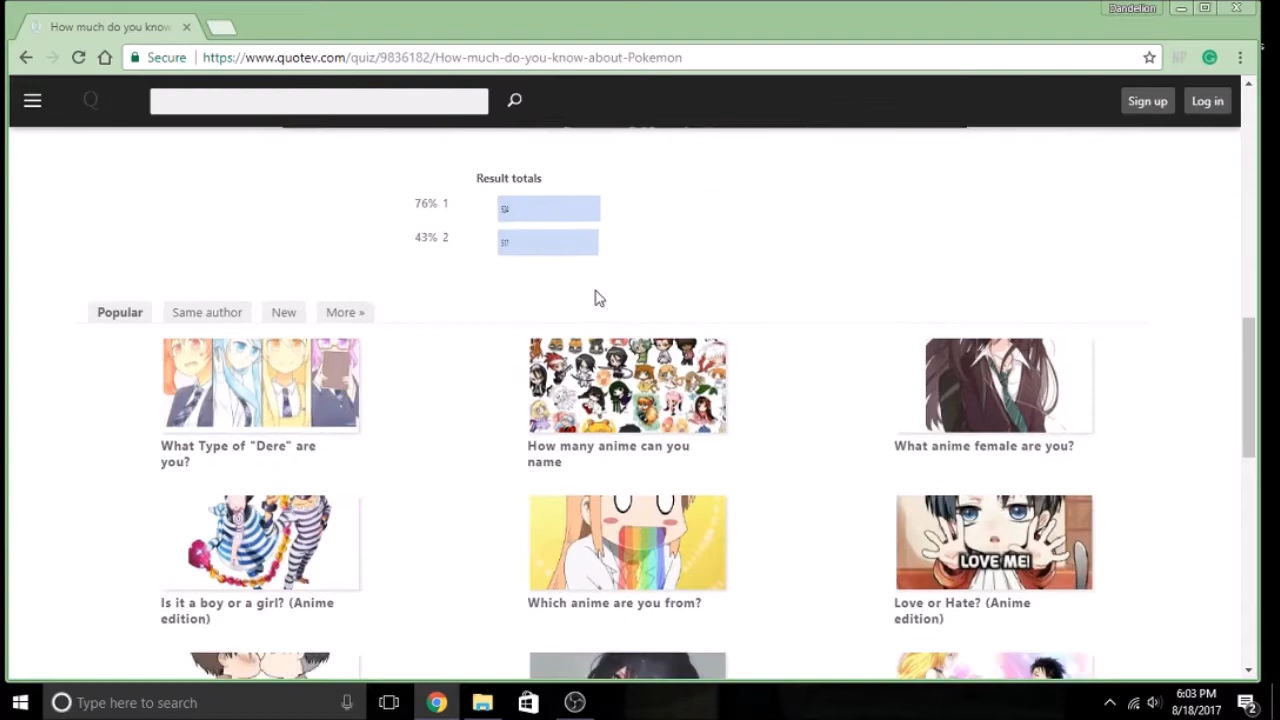 Dandelion
How much do you know
Secure https://www.quotev.com/quiz/9836182/How-much-do-you-know-about-Pokemon
Q
Sign up
Log in
Result totals
76% 1
43% 2
517
Popular
Same author
New
More »
What Type of "Dere" are
you?
How many anime can you
name
What anime female are you?
LOVE ME!
Is it a boy or a girl? (Anime
edition)
Which anime are you from?
Love or Hate? (Anime
edition)
Type here to search
6:03 PM
8/18/2017
2